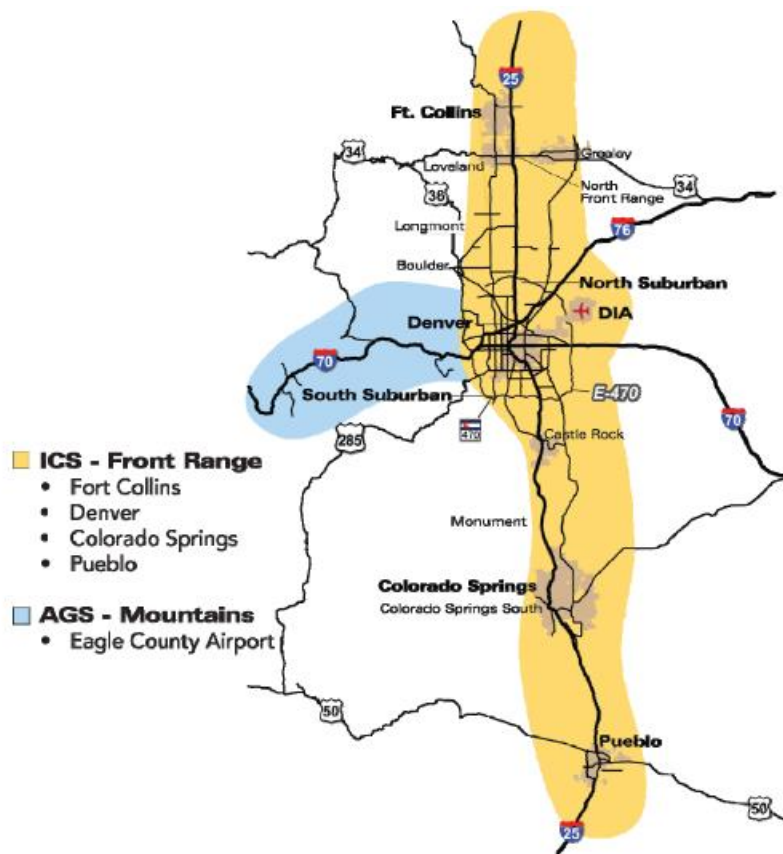 25
Ft. Collins
34
Loveland
Greeley
36
North
Front Range
34
Longmont
76
Boulder
North Suburban
Denver
DIA
70
South Suburban
E-470
470
70
285
Castle Rock
ICS - Front Range
• Fort Collins
• Denver
• Colorado Springs
• Pueblo
Monument
Colorado Springs
Colorado Springs South
AGS - Mountains
• Eagle County Airport
50
Pueblo
50
25